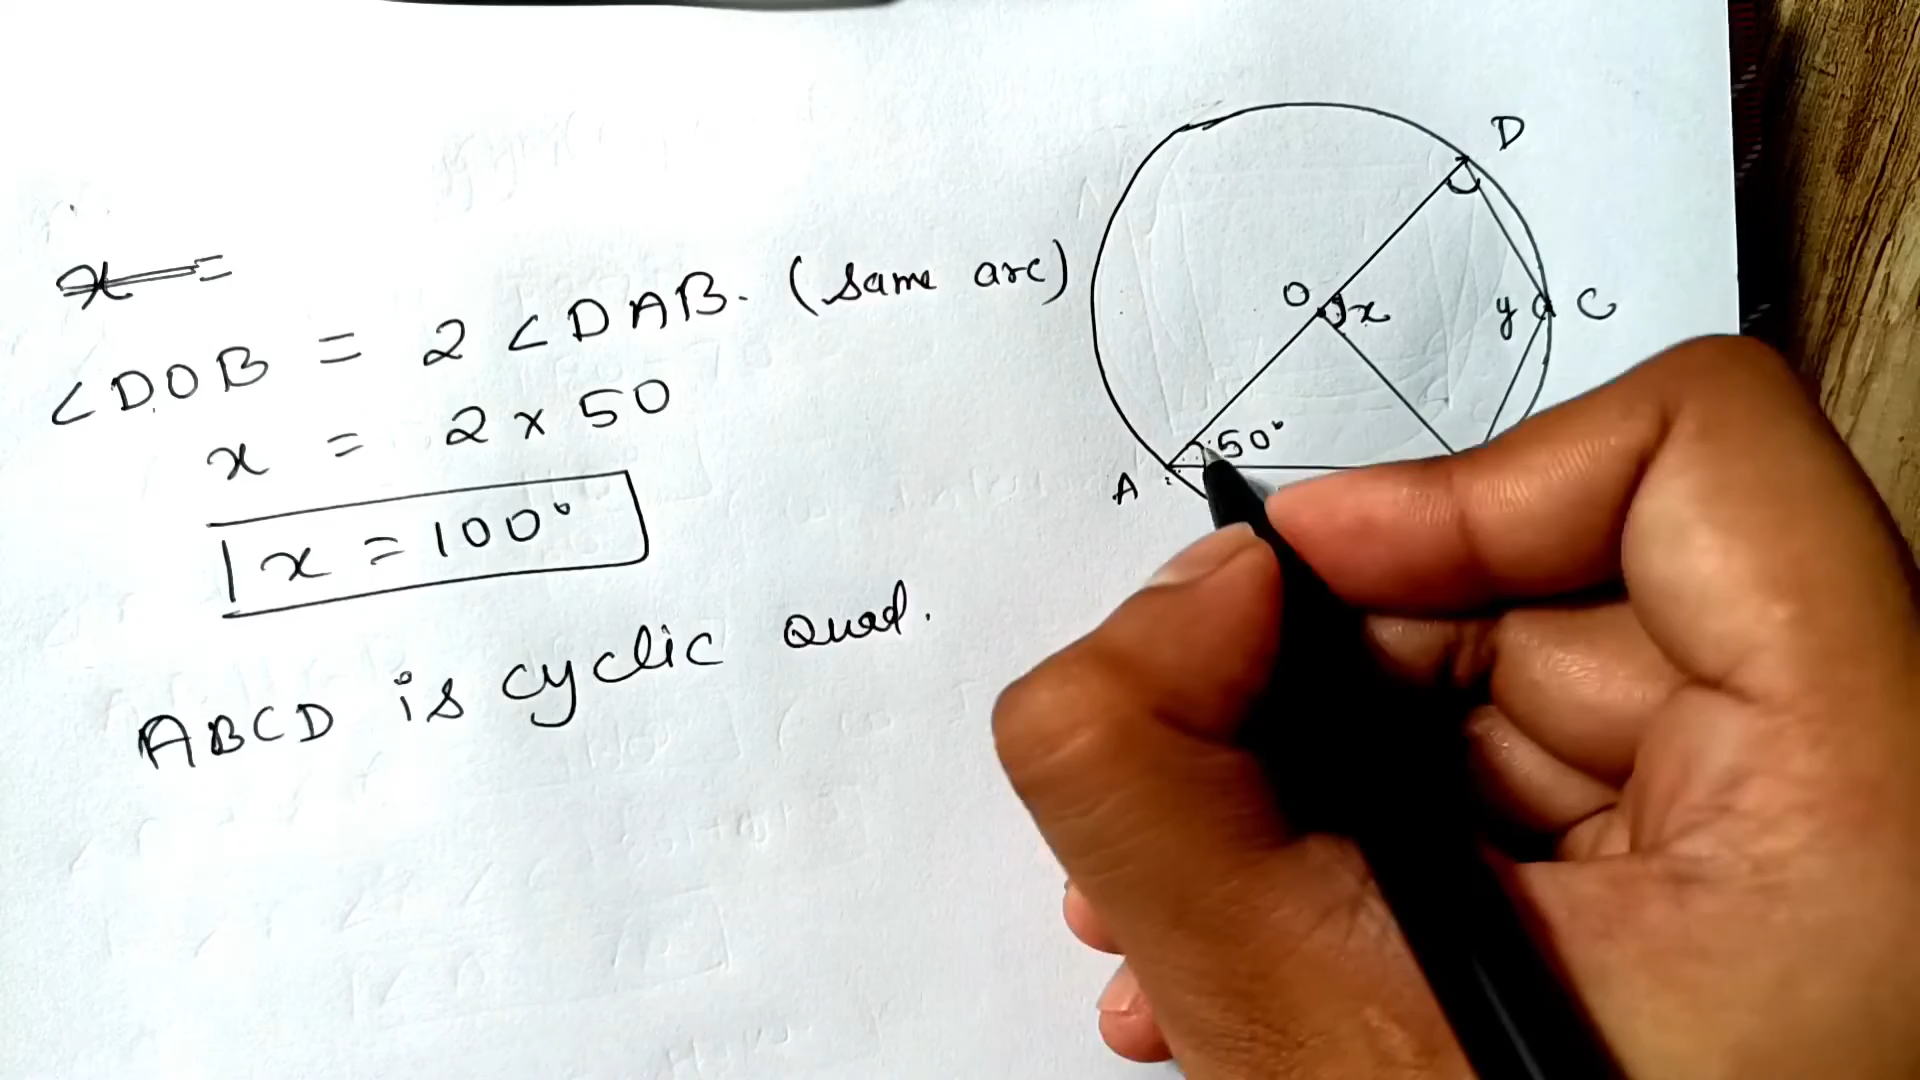 x =
∠DOB = 2 ∠DAB. (same arc)
x = 2 x 50
x = 100°
ABCD is cyclic Quad.
D
O x
y C
50°
A